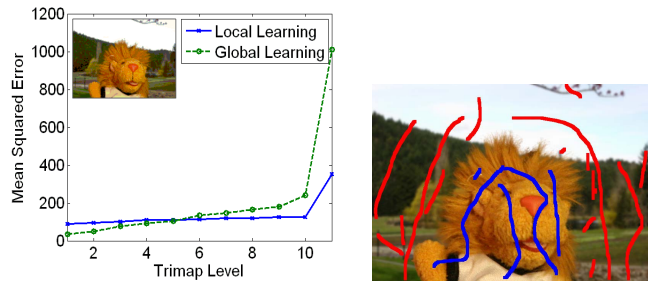 1200
1000
800
600
400
200
0
2 4 6 8 10
Mean Squared Error
Trimap Level
Local Learning
Global Learning